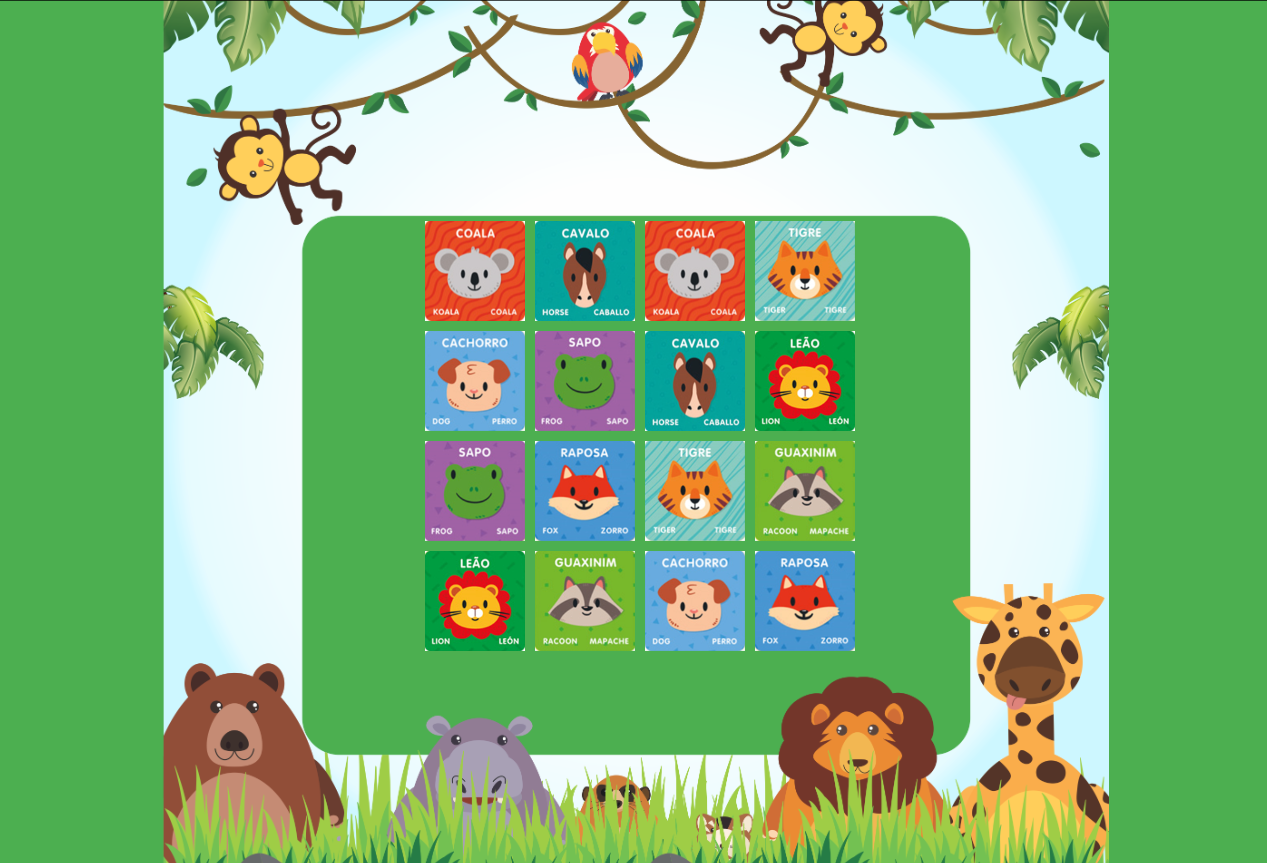 COALA
KOALA COALA
CAVALO
HORSE CABALLO
COALA
KOALA COALA
TIGRE
TIGER TIGRE
CACHORRO
DOG PERRO
SAPO
FROG SAPO
CAVALO
HORSE CABALLO
LEÃO
LION LEÓN
SAPO
FROG SAPO
RAPOSA
FOX ZORRO
TIGRE
TIGER TIGRE
GUAXINIM
RACOON MAPACHE
LEÃO
LION LEÓN
GUAXINIM
RACOON MAPACHE
CACHORRO
DOG PERRO
RAPOSA
FOX ZORRO